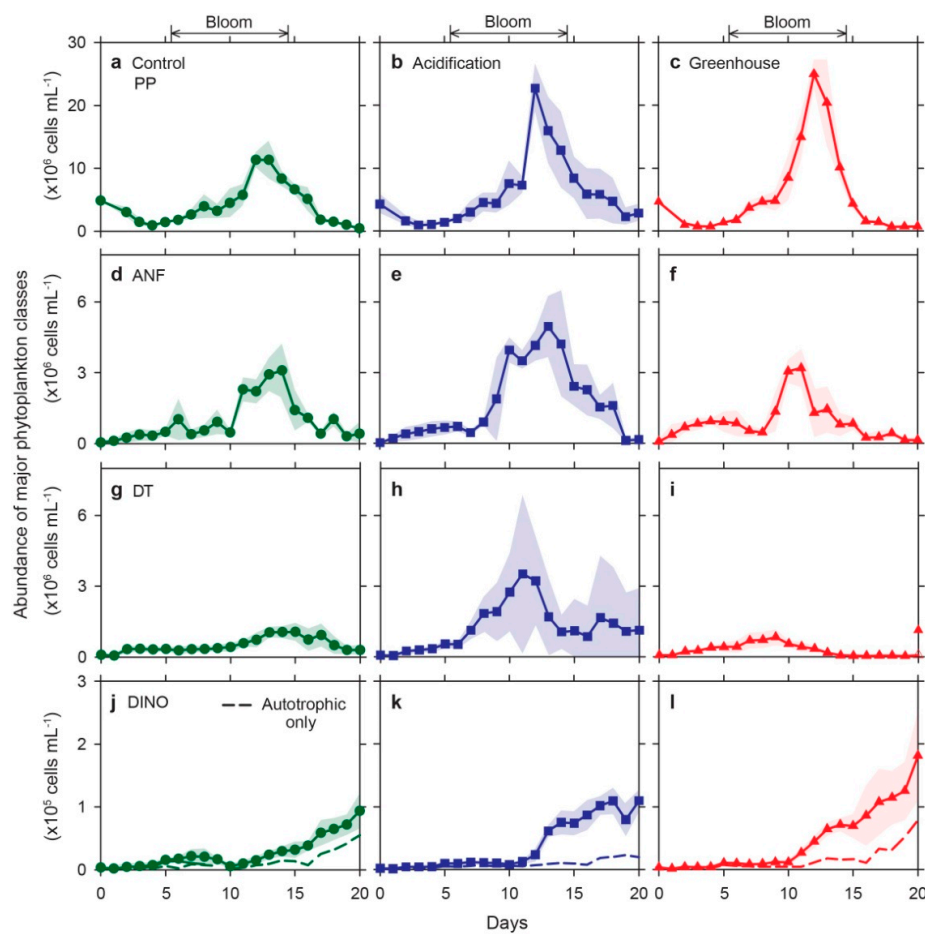 Bloom Bloom Bloom
30 a Control b Acidification c Greenhouse
PP
20
10
0
(x10⁶ cells mL⁻¹)
d ANF e f
6
3
0
(x10⁶ cells mL⁻¹)
Abundance of major phytoplankton classes
g DT h i
6
3
0
(x10⁶ cells mL⁻¹)
3
j DINO Autotrophic only k l
2
1
0
(x10⁵ cells mL⁻¹)
0 5 10 15 20 0 5 10 15 20 0 5 10 15 20
Days